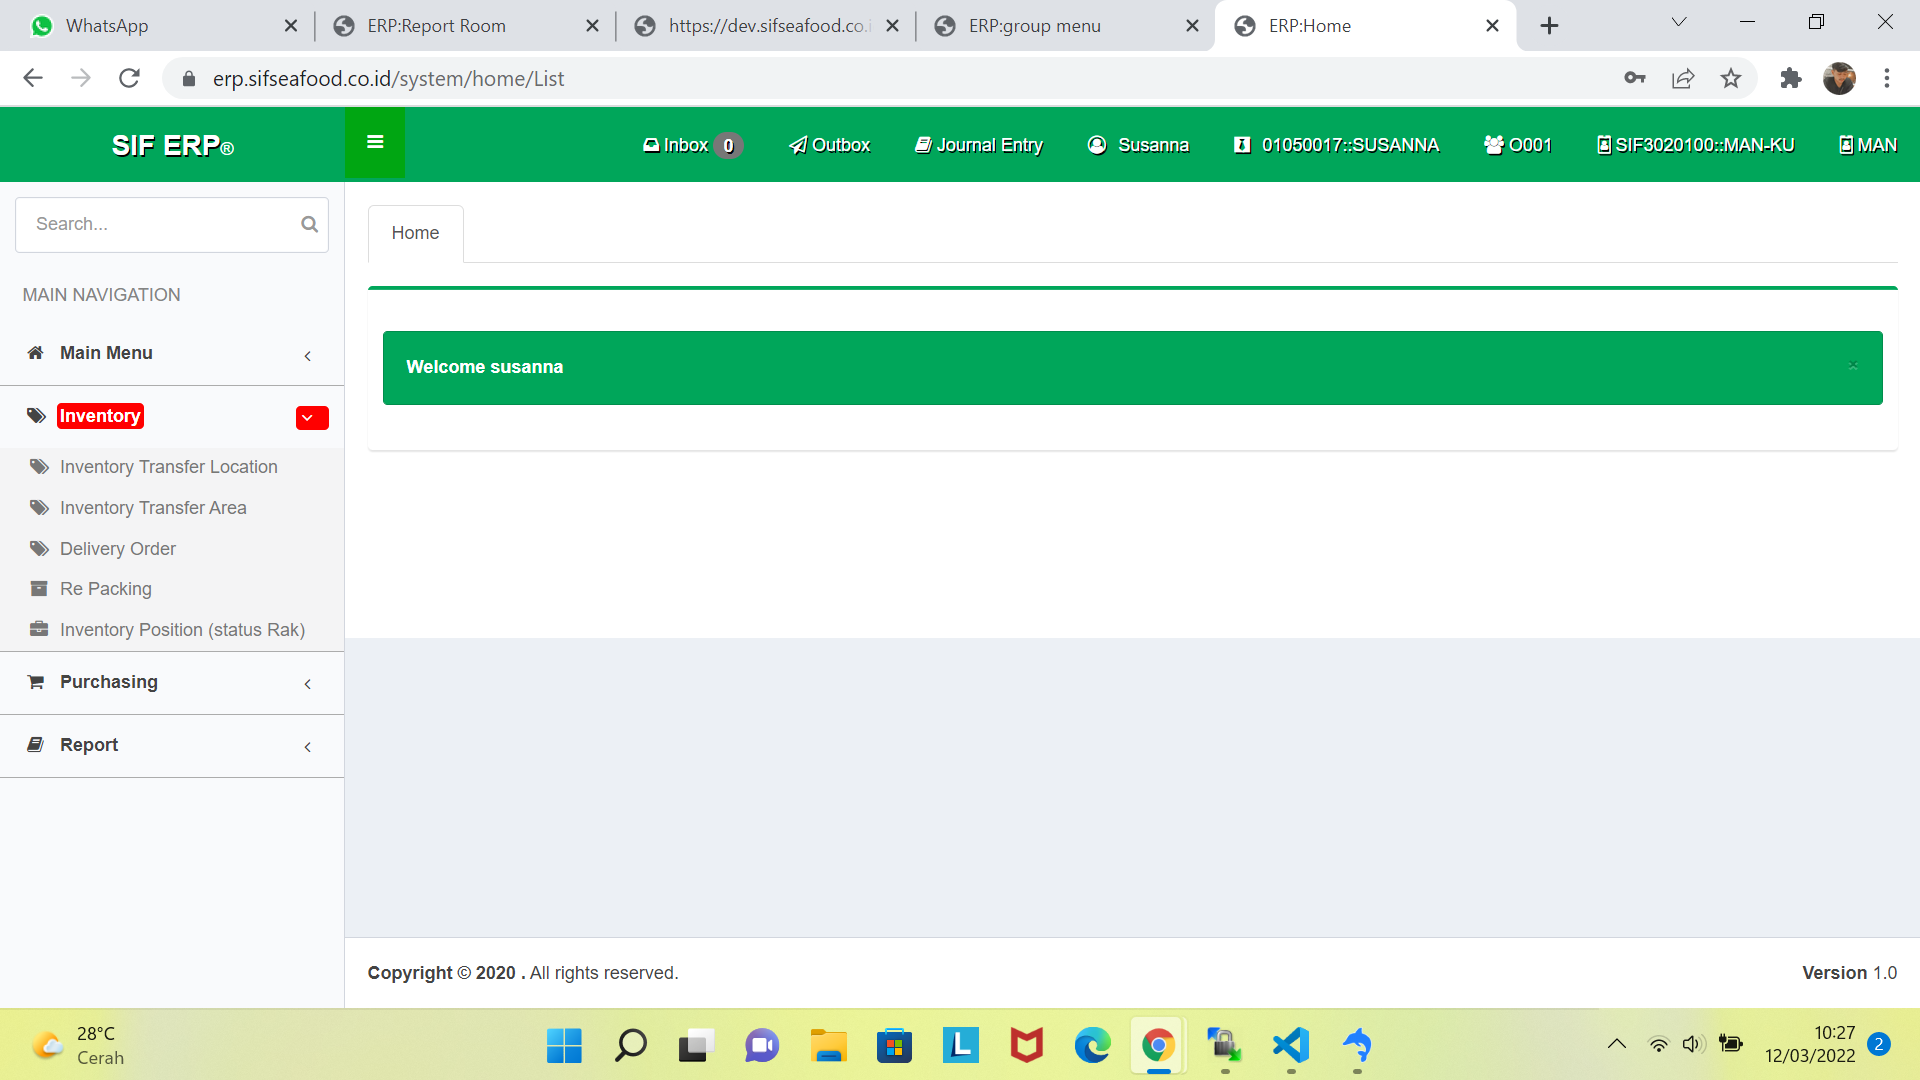 WhatsApp
ERP:Report Room
https://dev.sifseafood.co.i
ERP:group menu
ERP:Home
erp.sifseafood.co.id/system/home/List
SIF ERP®
Inbox 0
Outbox
Journal Entry
Susanna
01050017::SUSANNA
O001
SIF3020100::MAN-KU
MAN
Search...
Home
MAIN NAVIGATION
Main Menu
Welcome susanna
Inventory
Inventory Transfer Location
Inventory Transfer Area
Delivery Order
Re Packing
Inventory Position (status Rak)
Purchasing
Report
Copyright © 2020 . All rights reserved.
Version 1.0
28°C
Cerah
10:27
12/03/2022
2